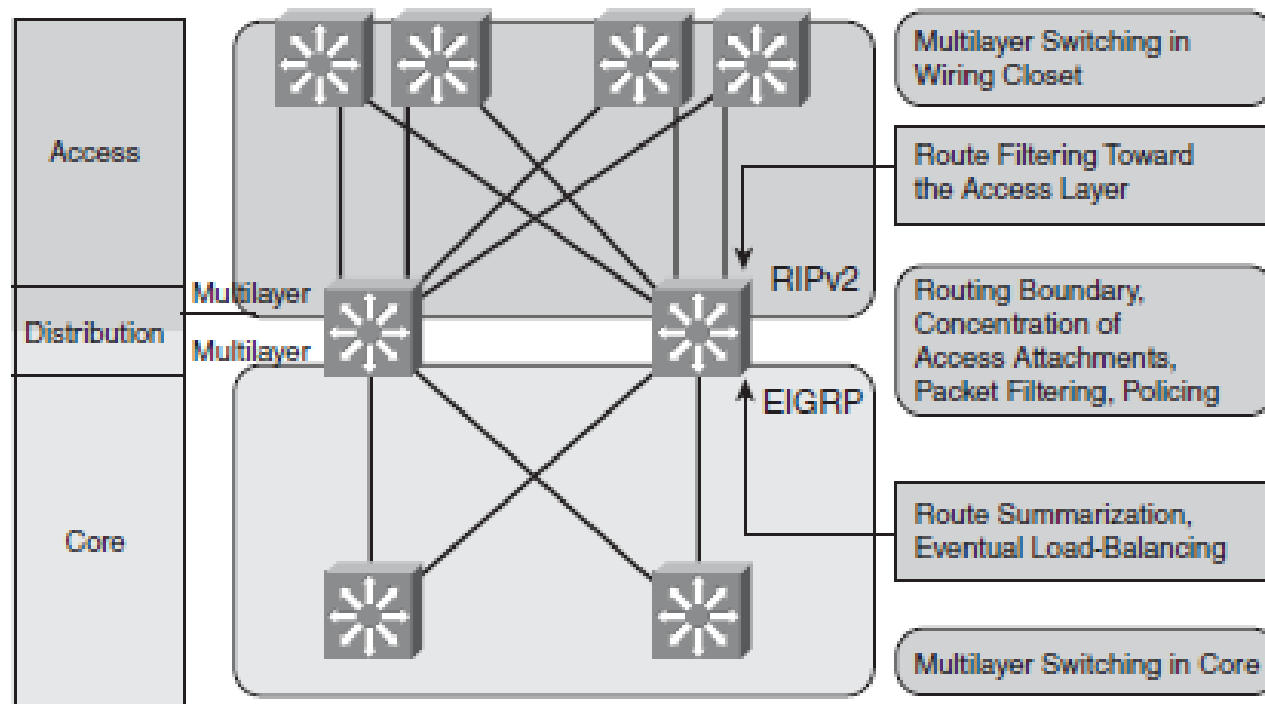 Access
Distribution
Core
Multilayer
Multilayer
RIPv2
EIGRP
Multilayer Switching in
Wiring Closet
Route Filtering Toward
the Access Layer
Routing Boundary,
Concentration of
Access Attachments,
Packet Filtering, Policing
Route Summarization,
Eventual Load-Balancing
Multilayer Switching in Core